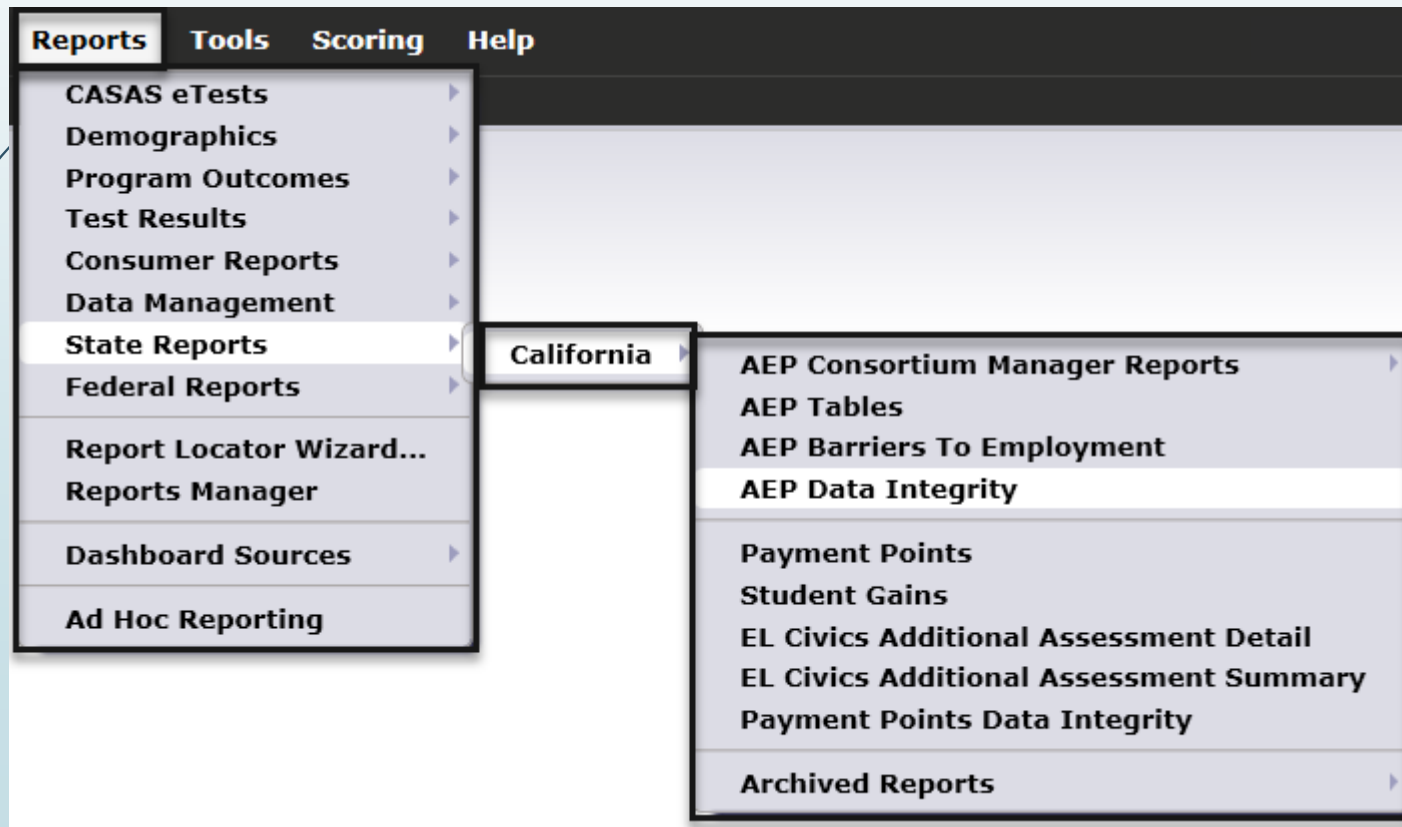 Reports Tools Scoring Help
CASAS eTests
Demographics
Program Outcomes
Test Results
Consumer Reports
Data Management
State Reports
Federal Reports
Report Locator Wizard...
Reports Manager
Dashboard Sources
Ad Hoc Reporting
California
AEP Consortium Manager Reports
AEP Tables
AEP Barriers To Employment
AEP Data Integrity
Payment Points
Student Gains
EL Civics Additional Assessment Detail
EL Civics Additional Assessment Summary
Payment Points Data Integrity
Archived Reports